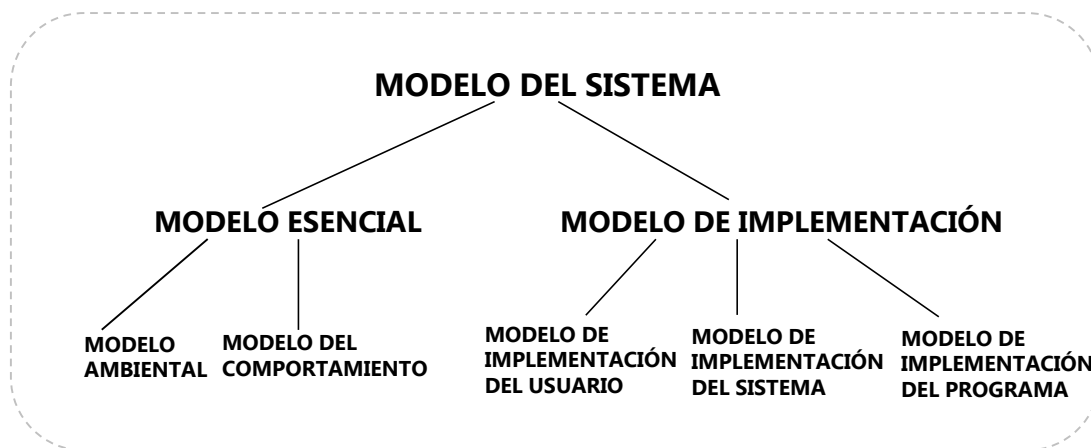 MODELO DEL SISTEMA
MODELO ESENCIAL
MODELO DE IMPLEMENTACIÓN
MODELO
AMBIENTAL
MODELO DEL
COMPORTAMIENTO
MODELO DE
IMPLEMENTACIÓN
DEL USUARIO
MODELO DE
IMPLEMENTACIÓN
DEL SISTEMA
MODELO DE
IMPLEMENTACIÓN
DEL PROGRAMA